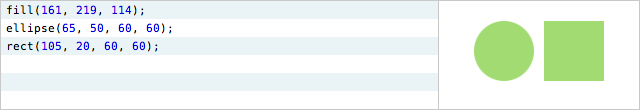 fill(161, 219, 114);
ellipse(65, 50, 60, 60);
rect(105, 20, 60, 60);